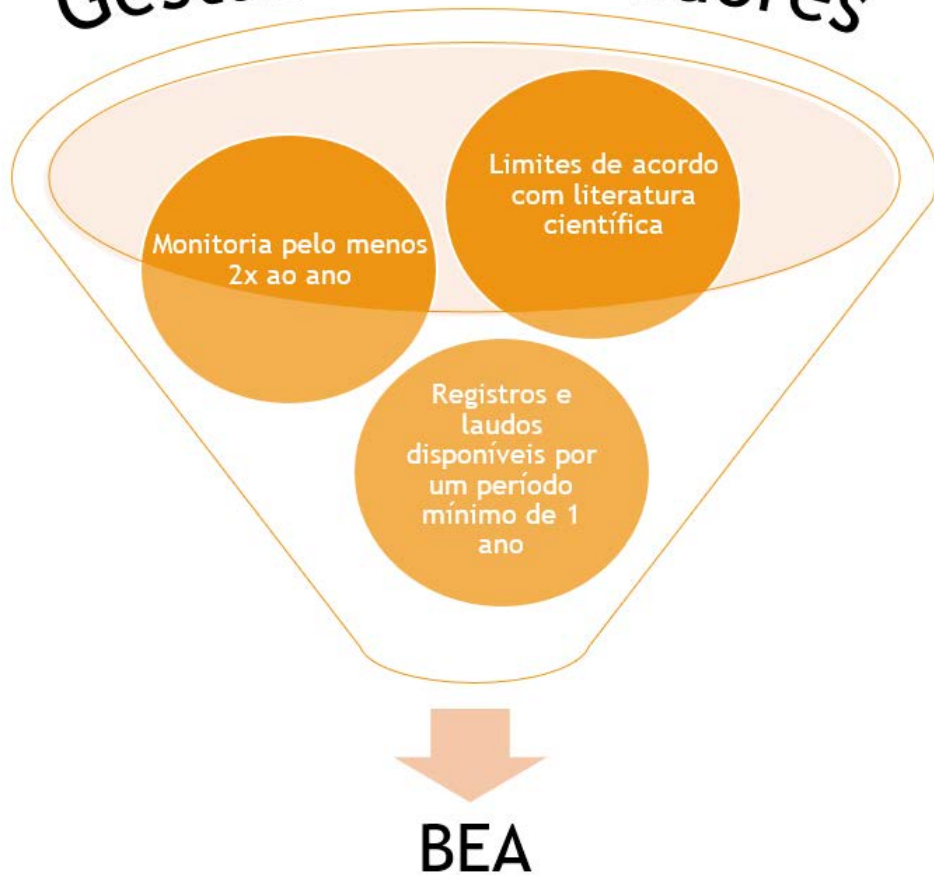 Monitoria pelo menos
2x ao ano
Limites de acordo
com literatura
científica
Registros e
laudos
disponíveis por
um período
mínimo de 1
ano
BEA